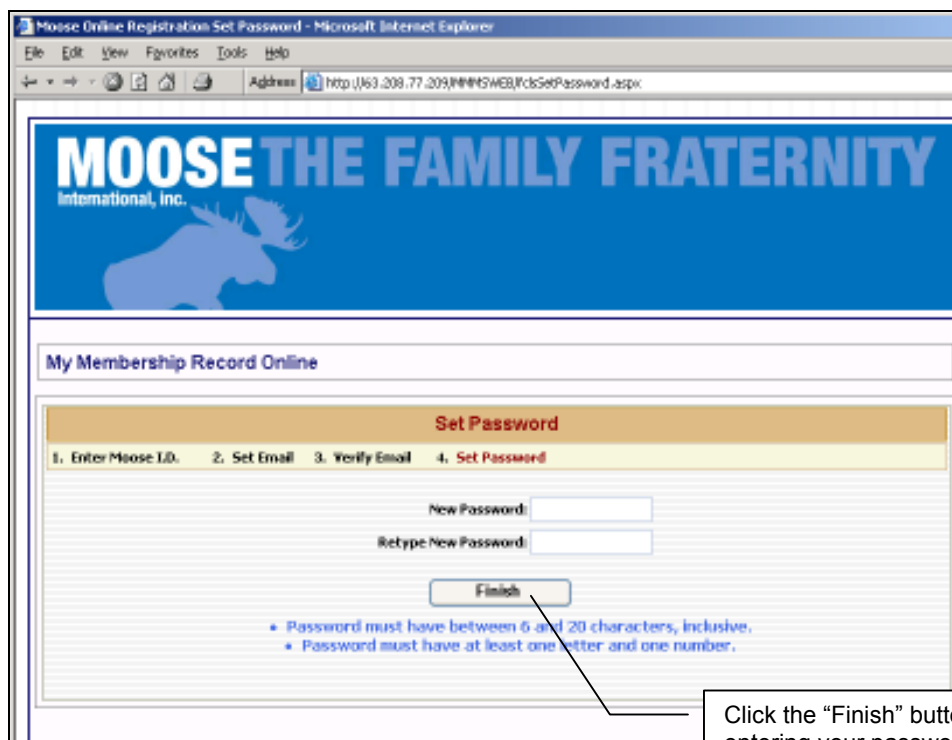 Moose Online Registration Set Password - Microsoft Internet Explorer
File Edit View Favorites Tools Help
Address
MOOSE THE FAMILY FRATERNITY
International, Inc.
My Membership Record Online
Set Password
1. Enter Moose I.D. 2. Set Email 3. Verify Email 4. Set Password
New Password:
Retype New Password:
Finish
• Password must have between 6 and 20 characters, inclusive.
• Password must have at least one letter and one number.
Click the “Finish” butt
entering your passwo